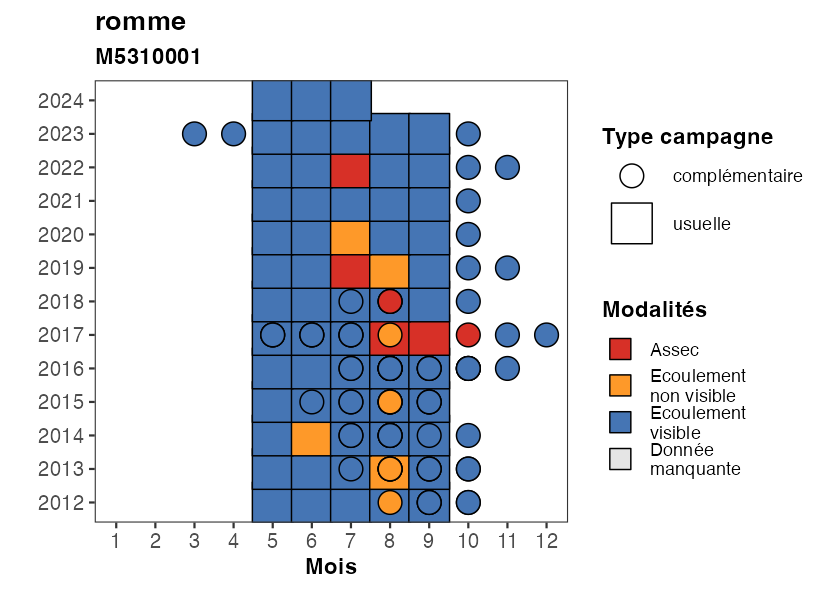 romme
M5310001
2024
2023
2022
2021
2020
2019
2018
2017
2016
2015
2014
2013
2012
1 2 3 4 5 6 7 8 9 10 11 12
Mois
Type campagne
complémentaire
usuelle
Modalités
Assec
Ecoulement
non visible
Ecoulement
visible
Donnée
manquante